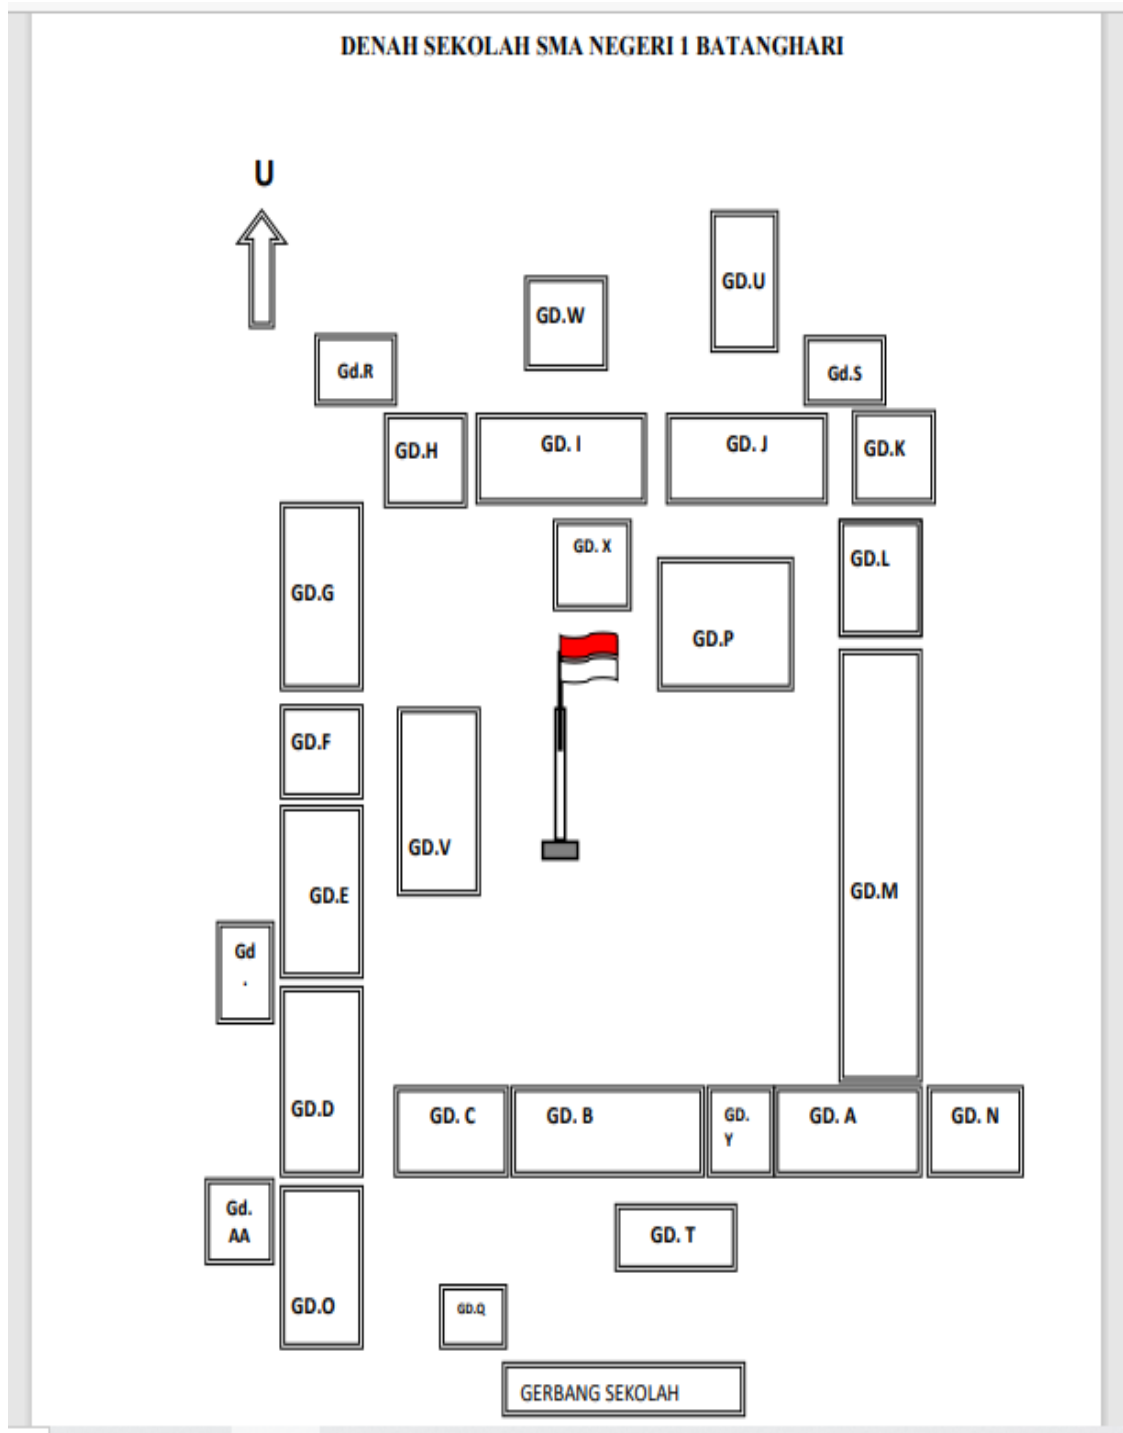 DENAH SEKOLAH SMA NEGERI 1 BATANGHARI
U
GD.U
GD.W
Gd.R
Gd.S
GD.H
GD. I
GD. J
GD.K
GD. X
GD.L
GD.G
GD.P
GD.F
GD.V
GD.E
GD.M
Gd
.
GD.D
GD. C
GD. B
GD.
Y
GD. A
GD. N
Gd.
AA
GD. T
GD.O
GD.Q
GERBANG SEKOLAH